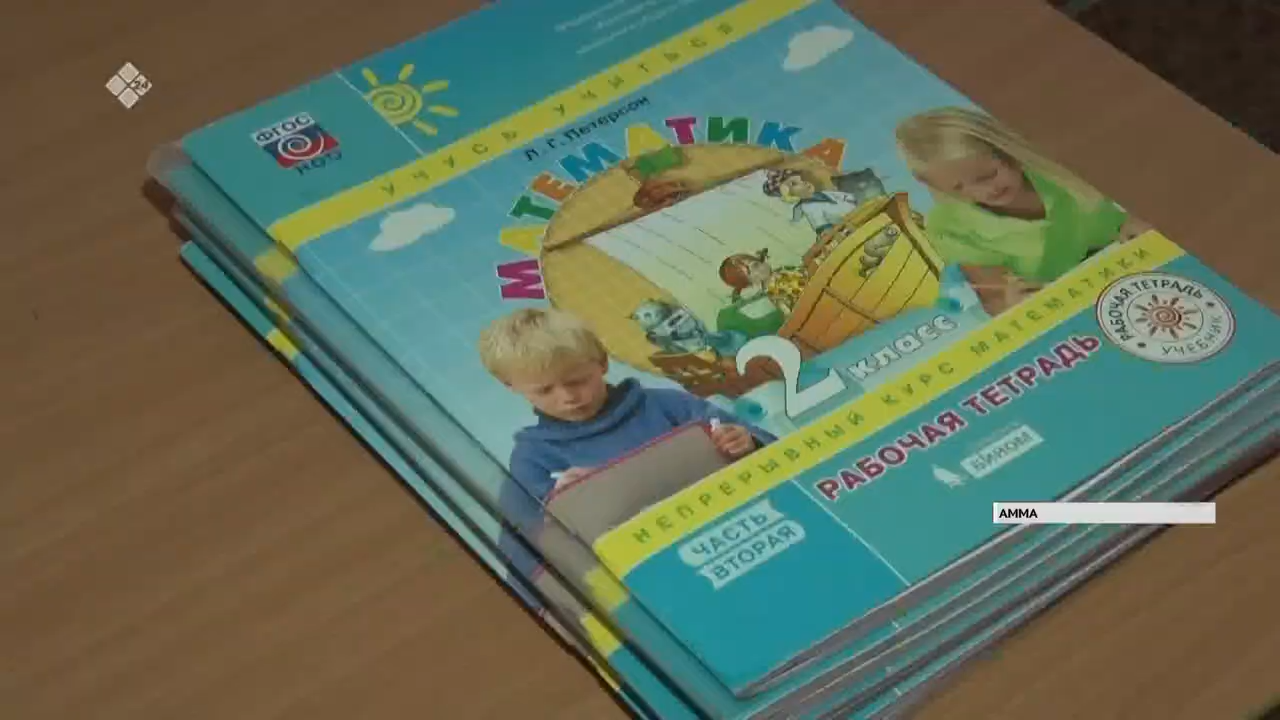 24
ФГОС
НОО
УЧУСЬ УЧИТЬСЯ
Л. Г. Петерсон
МАТЕМАТИКА
2 класс
НЕПРЕРЫВНЫЙ КУРС МАТЕМАТИКИ
РАБОЧАЯ ТЕТРАДЬ
УЧЕБНИК
РАБОЧАЯ ТЕТРАДЬ
БИНОМ
ЧАСТЬ
ВТОРАЯ
АММА